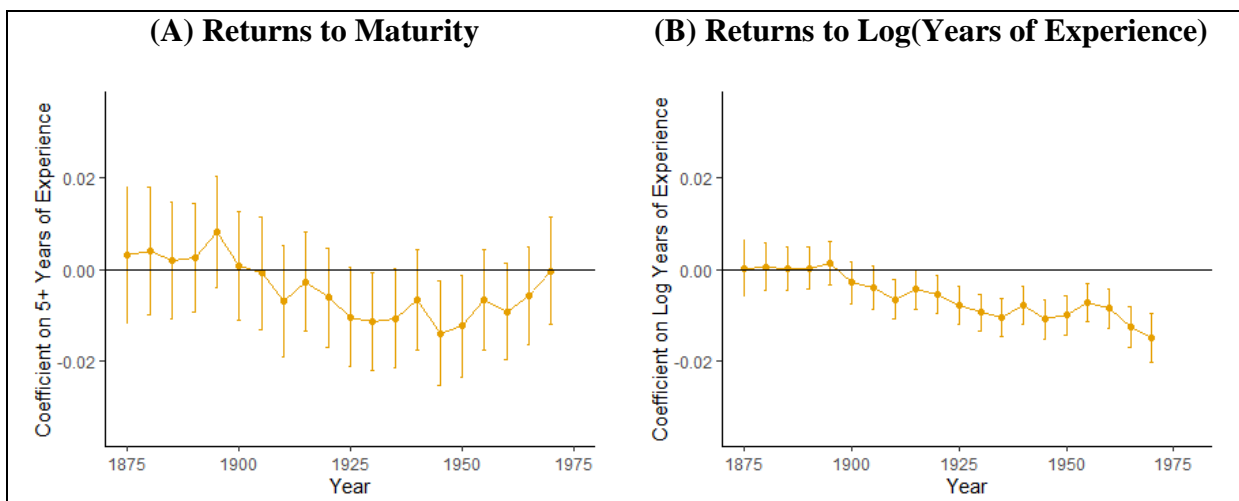 (A) Returns to Maturity
Coefficient on 5+ Years of Experience
0.02
0.00
-0.02
1875 1900 1925 1950 1975
Year
(B) Returns to Log(Years of Experience)
Coefficient on Log Years of Experience
0.02
0.00
-0.02
1875 1900 1925 1950 1975
Year